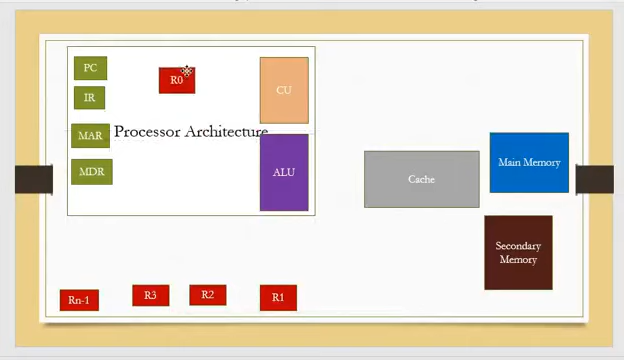 PC
R0
CU
IR
MAR
Processor Architecture
MDR
ALU
Cache
Main Memory
Secondary
Memory
Rn-1
R3
R2
R1